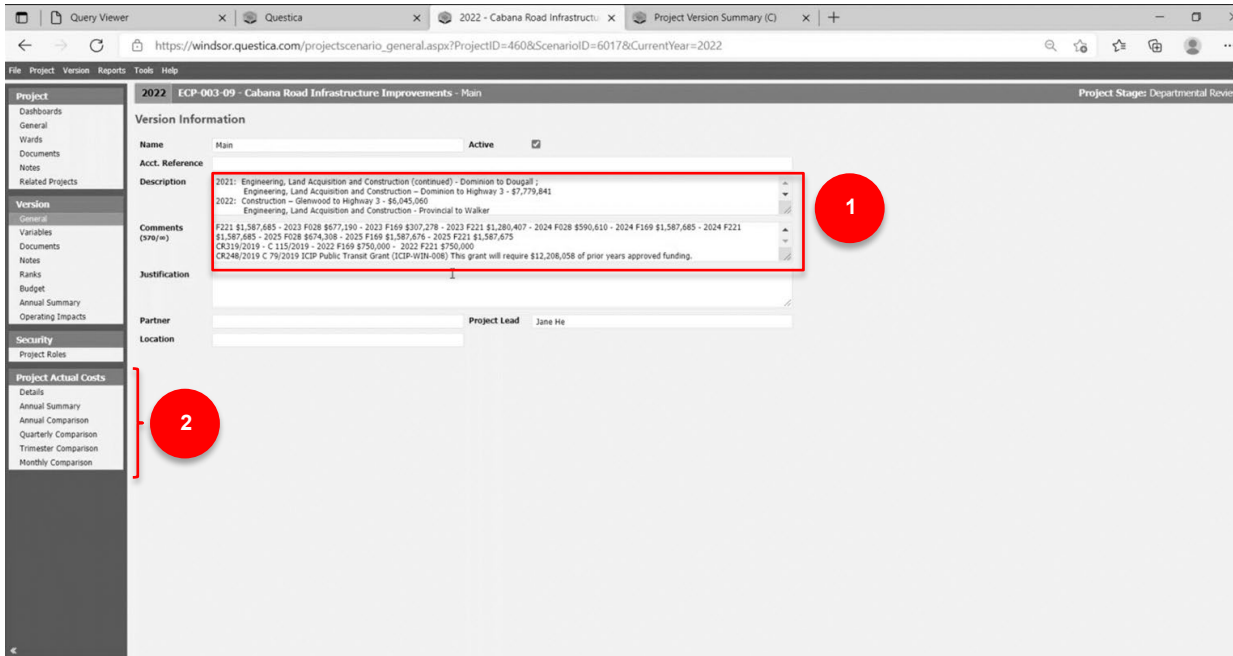 Query Viewer
Questica
2022 - Cabana Road Infrastructu
Project Version Summary (C)
https://windsor.questica.com/projectscenario_general.aspx?ProjectID=460&ScenarioID=6017&CurrentYear=2022
File Project Version Reports Tools Help
Project
Dashboards
General
Wards
Documents
Notes
Related Projects
Version
General
Variables
Documents
Notes
Ranks
Budget
Annual Summary
Operating Impacts
Security
Project Roles
Project Actual Costs
Details
Annual Summary
Annual Comparison
Quarterly Comparison
Trimester Comparison
Monthly Comparison
2022 ECP-003-09 - Cabana Road Infrastructure Improvements - Main
Project Stage: Departmental Revie
Version Information
Name Main Active
Acct. Reference
Description
2021: Engineering, Land Acquisition and Construction (continued) - Dominion to Dougall ;
Engineering, Land Acquisition and Construction – Dominion to Highway 3 - $7,779,841
2022: Construction – Glenwood to Highway 3 - $6,045,060
Engineering, Land Acquisition and Construction - Provincial to Walker
Comments
(570/∞)
F221 $1,587,685 - 2023 F028 $677,190 - 2023 F169 $307,278 - 2023 F221 $1,280,407 - 2024 F028 $590,610 - 2024 F169 $1,587,685 - 2024 F221
$1,587,685 - 2025 F028 $674,308 - 2025 F169 $1,587,676 - 2025 F221 $1,587,675
CR319/2019 - C 115/2019 - 2022 F169 $750,000 - 2022 F221 $750,000
CR248/2019 C 79/2019 ICIP Public Transit Grant (ICIP-WIN-008) This grant will require $12,208,058 of prior years approved funding.
Justification
Partner
Project Lead Jane He
Location
1
2